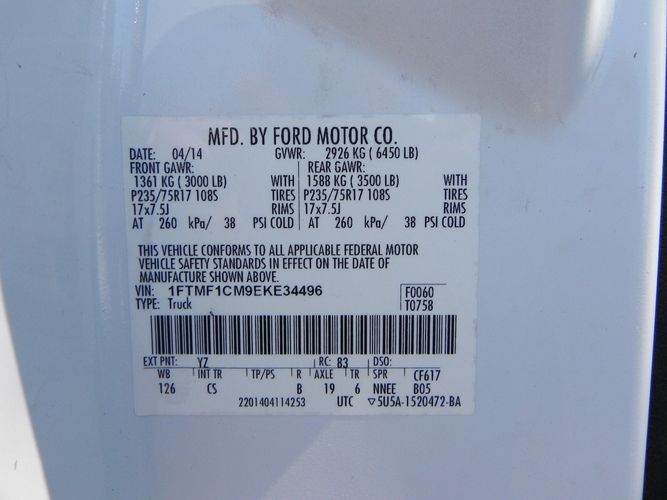 MFD. BY FORD MOTOR CO.
DATE: 04/14 GVWR: 2926 KG ( 6450 LB)
FRONT GAWR: REAR GAWR:
1361 KG ( 3000 LB) WITH 1588 KG ( 3500 LB) WITH
P235/75R17 108S TIRES P235/75R17 108S TIRES
17x7.5J RIMS 17x7.5J RIMS
AT 260 kPa/ 38 PSI COLD AT 260 kPa/ 38 PSI COLD
THIS VEHICLE CONFORMS TO ALL APPLICABLE FEDERAL MOTOR
VEHICLE SAFETY STANDARDS IN EFFECT ON THE DATE OF
MANUFACTURE SHOWN ABOVE.
VIN: 1FTMF1CM9EKE34496 F0060
TYPE: Truck T0758
EXT PNT: YZ RC: 83 DSO:
WB INT TR TP/PS R AXLE TR SPR CF617
126 CS B 19 6 NNEE B05
2201404114253 UTC ▽5U5A-1520472-BA